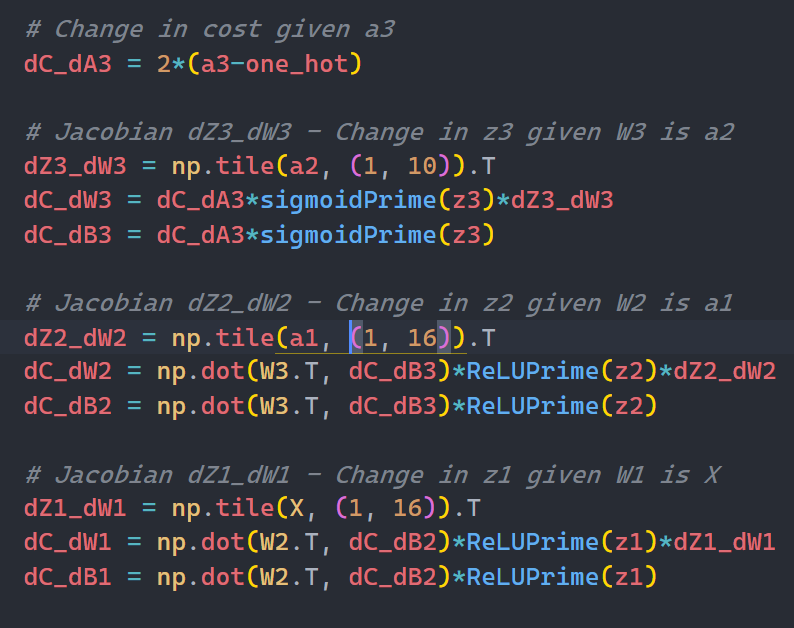 # Change in cost given a3
dC_dA3 = 2*(a3-one_hot)
# Jacobian dZ3_dW3 - Change in z3 given W3 is a2
dZ3_dW3 = np.tile(a2, (1, 10)).T
dC_dW3 = dC_dA3*sigmoidPrime(z3)*dZ3_dW3
dC_dB3 = dC_dA3*sigmoidPrime(z3)
# Jacobian dZ2_dW2 - Change in z2 given W2 is a1
dZ2_dW2 = np.tile(a1, (1, 16)).T
dC_dW2 = np.dot(W3.T, dC_dB3)*ReLUPrime(z2)*dZ2_dW2
dC_dB2 = np.dot(W3.T, dC_dB3)*ReLUPrime(z2)
# Jacobian dZ1_dW1 - Change in z1 given W1 is X
dZ1_dW1 = np.tile(X, (1, 16)).T
dC_dW1 = np.dot(W2.T, dC_dB2)*ReLUPrime(z1)*dZ1_dW1
dC_dB1 = np.dot(W2.T, dC_dB2)*ReLUPrime(z1)